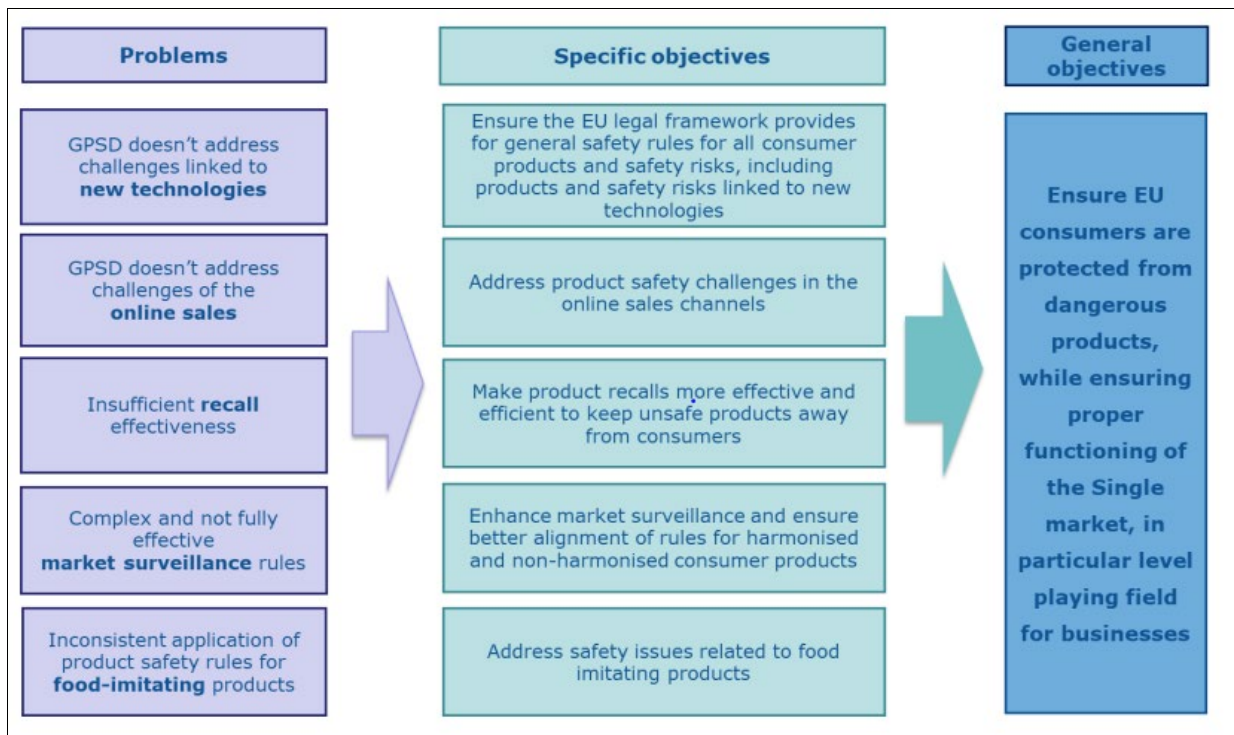 Problems
GPSD doesn’t address
challenges linked to
new technologies
GPSD doesn’t address
challenges of the
online sales
Insufficient recall
effectiveness
Complex and not fully
effective
market surveillance rules
Inconsistent application of
product safety rules for
food-imitating products
Specific objectives
Ensure the EU legal framework provides
for general safety rules for all consumer
products and safety risks, including
products and safety risks linked to new
technologies
Address product safety challenges in the
online sales channels
Make product recalls more effective and
efficient to keep unsafe products away
from consumers
Enhance market surveillance and ensure
better alignment of rules for harmonised
and non-harmonised consumer products
Address safety issues related to food
imitating products
General
objectives
Ensure EU
consumers are
protected from
dangerous
products,
while ensuring
proper
functioning of
the Single
market, in
particular level
playing field
for businesses